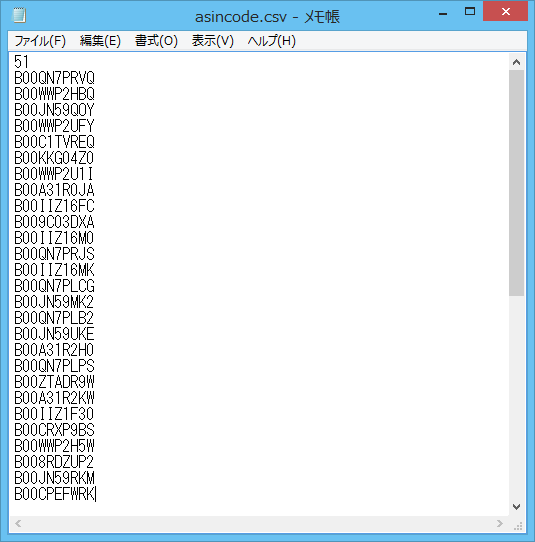 asincode.csv - メモ帳
ファイル(F) 編集(E) 書式(O) 表示(V) ヘルプ(H)
51
B00QN7PRVQ
B00WWP2HBQ
B00JN59QOY
B00WWP2UFY
B00C1TVREQ
B00KKG04Z0
B00WWP2U1I
B00A31R0JA
B00IIZ16FC
B009C03DXA
B00IIZ16M0
B00QN7PRJS
B00IIZ16MK
B00QN7PLCG
B00JN59MK2
B00QN7PLB2
B00JN59UKE
B00A31R2H0
B00QN7PLPS
B00ZTADR9W
B00A31R2KW
B00IIZ1F30
B00CRXP9BS
B00WWP2H5W
B008RDZUP2
B00JN59RKM
B00CPEFWRK